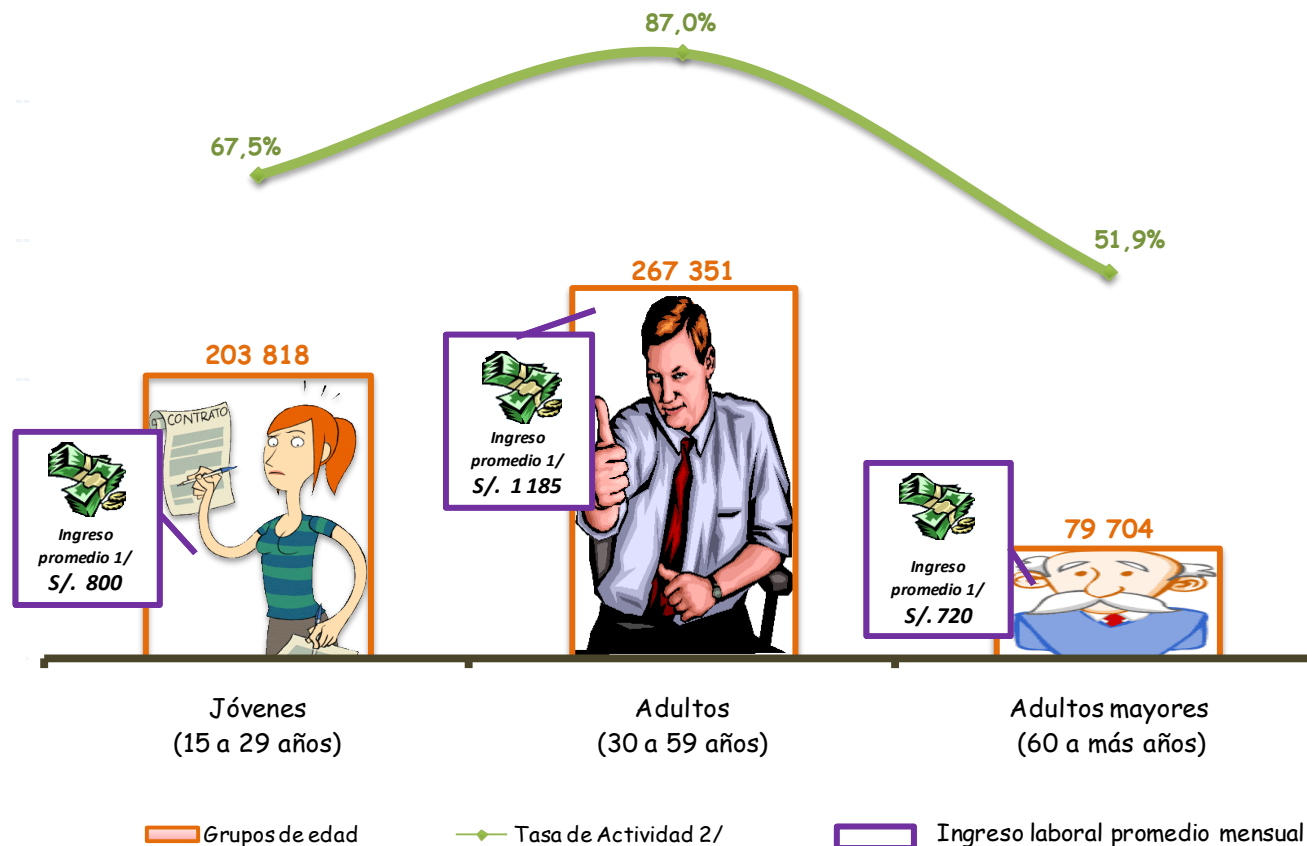 87,0%
67,5%
51,9%
267 351
203 818
79 704
CONTRATO
Ingreso
promedio 1/
S/. 800
Ingreso
promedio 1/
S/. 1 185
Ingreso
promedio 1/
S/. 720
Jóvenes
(15 a 29 años)
Adultos
(30 a 59 años)
Adultos mayores
(60 a más años)
Grupos de edad
Tasa de Actividad 2/
Ingreso laboral promedio mensual